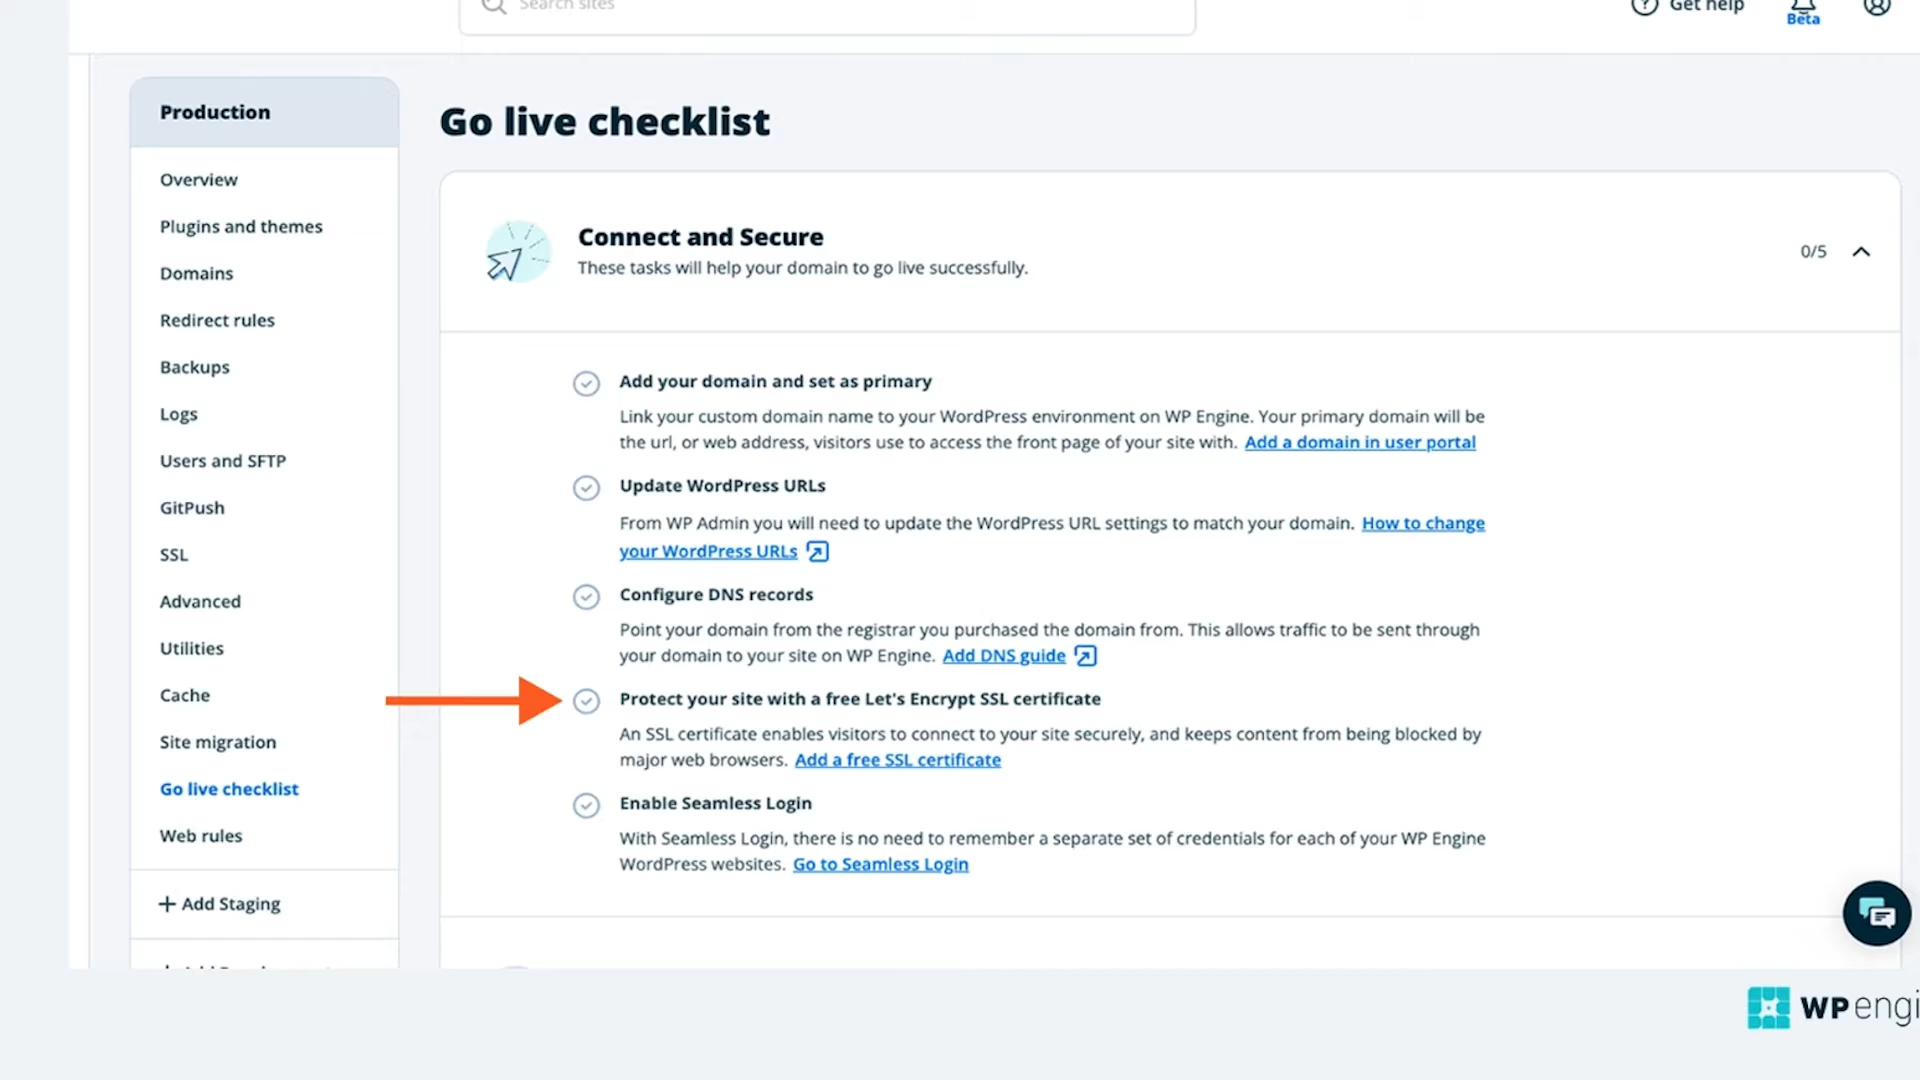 Search sites
Get help
Beta
Production
Overview
Plugins and themes
Domains
Redirect rules
Backups
Logs
Users and SFTP
GitPush
SSL
Advanced
Utilities
Cache
Site migration
Go live checklist
Web rules
+ Add Staging
Go live checklist
Connect and Secure
These tasks will help your domain to go live successfully.
0/5
Add your domain and set as primary
Link your custom domain name to your WordPress environment on WP Engine. Your primary domain will be
the url, or web address, visitors use to access the front page of your site with. Add a domain in user portal
Update WordPress URLs
From WP Admin you will need to update the WordPress URL settings to match your domain. How to change
your WordPress URLs
Configure DNS records
Point your domain from the registrar you purchased the domain from. This allows traffic to be sent through
your domain to your site on WP Engine. Add DNS guide
Protect your site with a free Let's Encrypt SSL certificate
An SSL certificate enables visitors to connect to your site securely, and keeps content from being blocked by
major web browsers. Add a free SSL certificate
Enable Seamless Login
With Seamless Login, there is no need to remember a separate set of credentials for each of your WP Engine
WordPress websites. Go to Seamless Login
WP engi